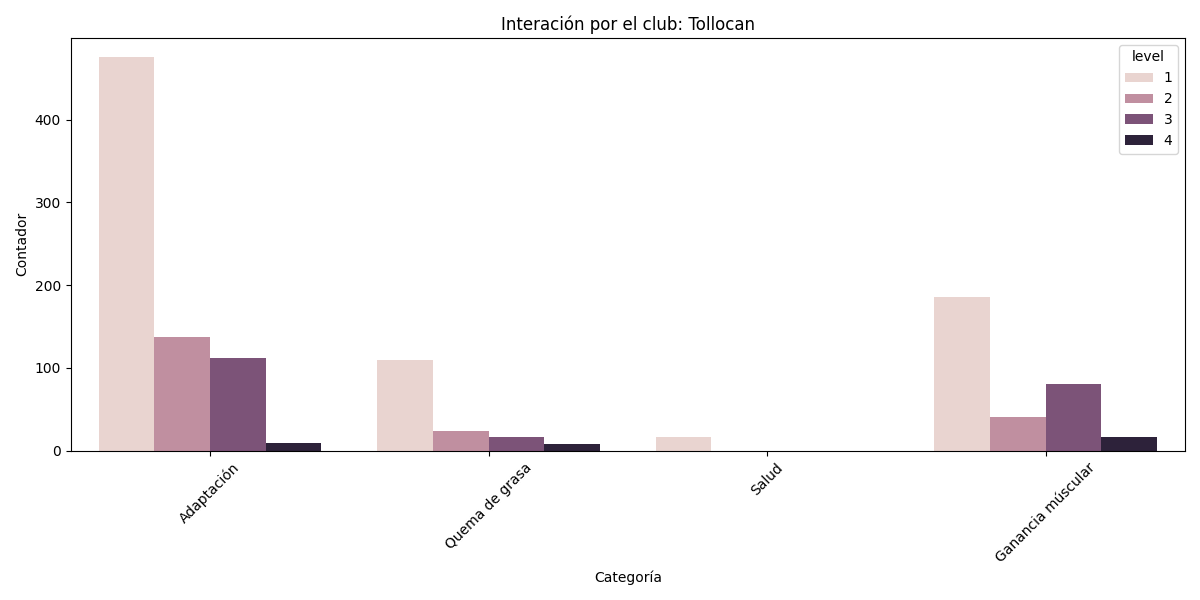 Interación por el club: Tollocan
level
1
2
3
4
Contador
400
300
200
100
0
Adaptación
Quema de grasa
Salud
Ganancia múscular
Categoría